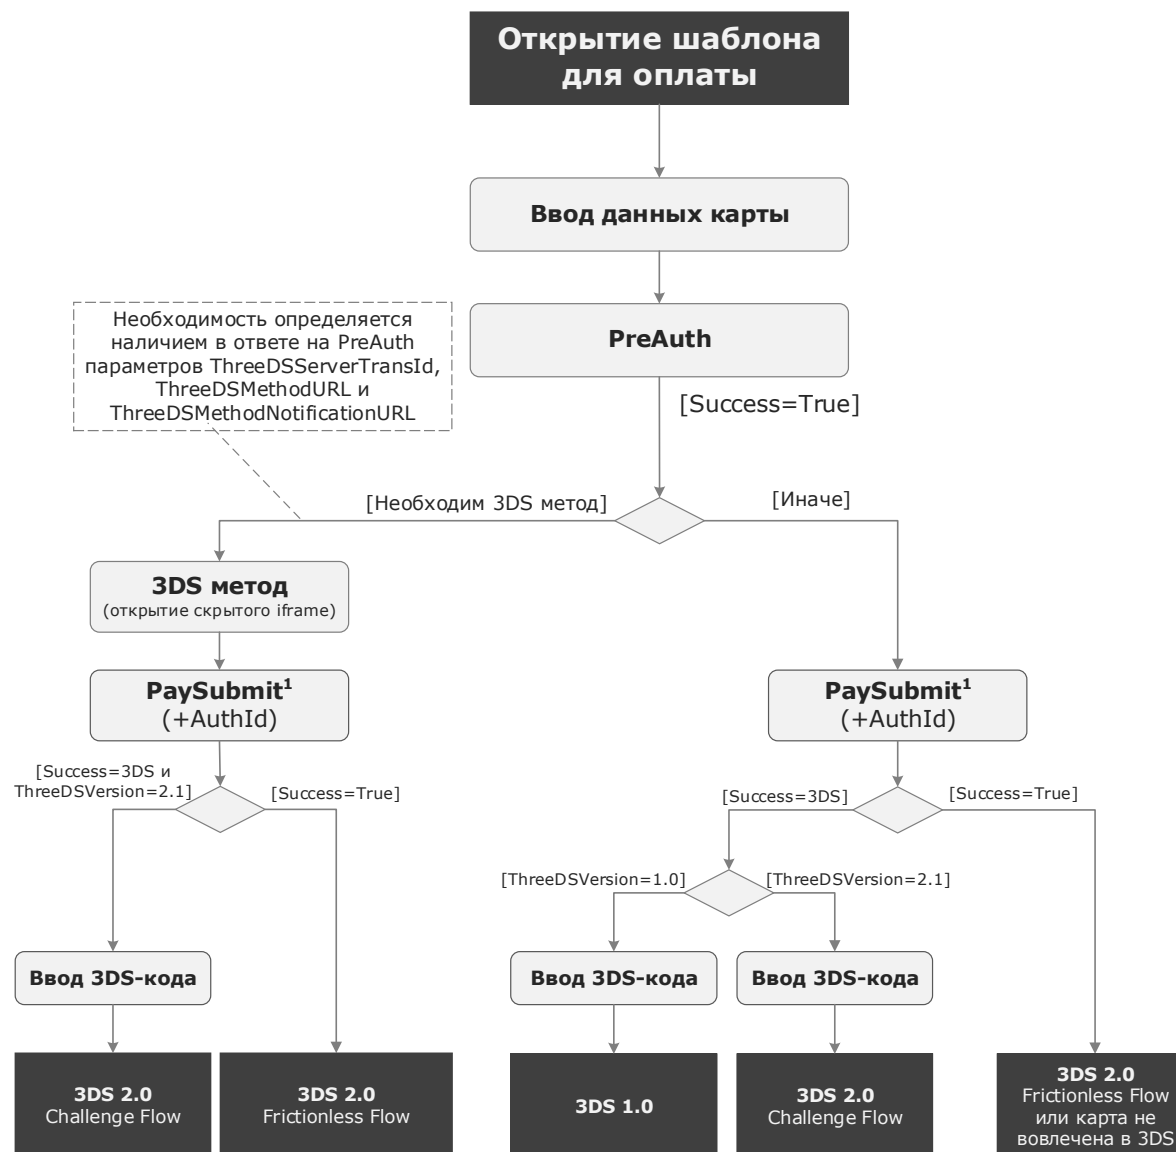 Открытие шаблона
для оплаты
Ввод данных карты
Необходимость определяется
наличием в ответе на PreAuth
параметров ThreeDSServerTransId,
ThreeDSMethodURL и
ThreeDSMethodNotificationURL
PreAuth
[Success=True]
[Необходим 3DS метод]
[Иначе]
3DS метод
(открытие скрытого iframe)
PaySubmit¹
(+AuthId)
PaySubmit¹
(+AuthId)
[Success=3DS и
ThreeDSVersion=2.1]
[Success=True]
[Success=3DS]
[Success=True]
[ThreeDSVersion=1.0]
[ThreeDSVersion=2.1]
Ввод 3DS-кода
Ввод 3DS-кода
Ввод 3DS-кода
3DS 2.0
Challenge Flow
3DS 2.0
Frictionless Flow
3DS 1.0
3DS 2.0
Challenge Flow
3DS 2.0
Frictionless Flow
или карта не
вовлечена в 3DS